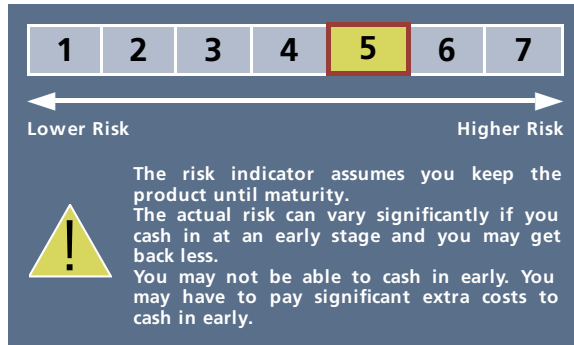 1 2 3 4 5 6 7
Lower Risk Higher Risk
The risk indicator assumes you keep the
product until maturity.
The actual risk can vary significantly if you
cash in at an early stage and you may get
back less.
You may not be able to cash in early. You
may have to pay significant extra costs to
cash in early.
!